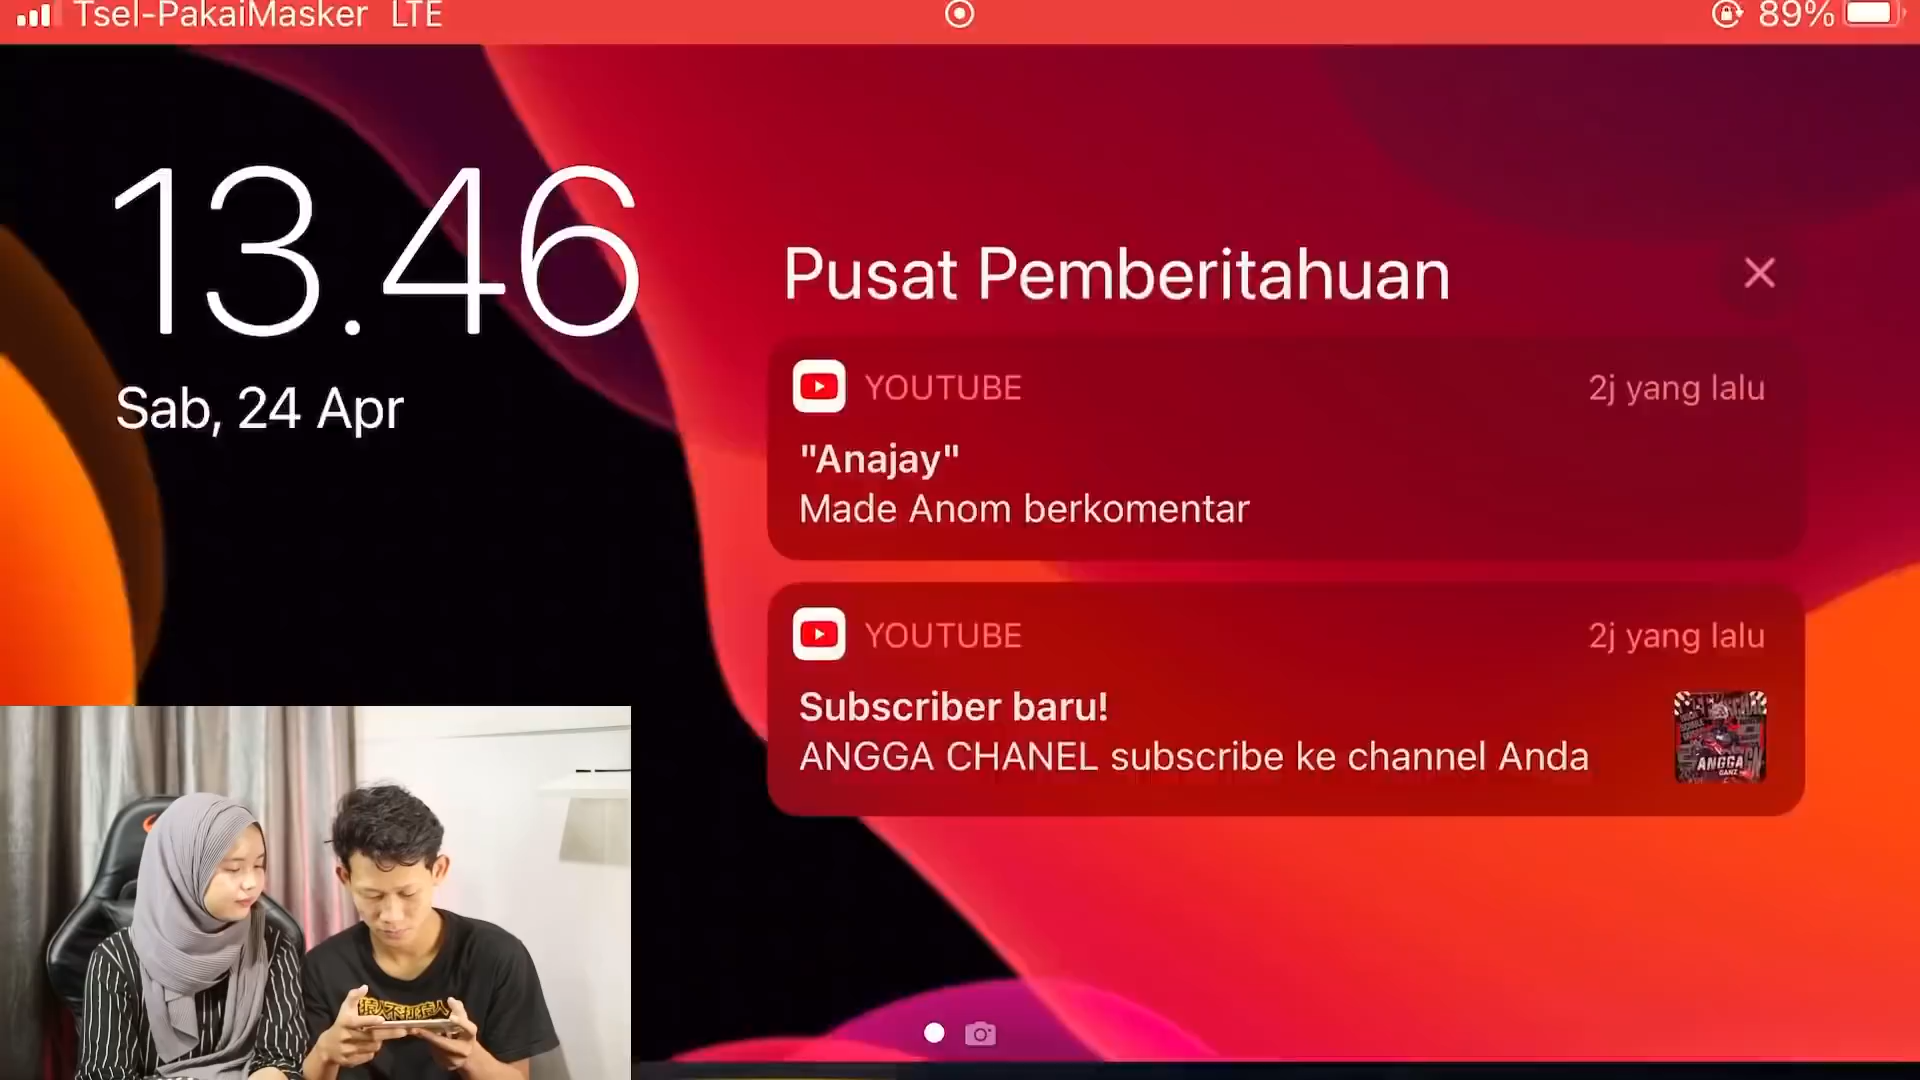 Tsel-PakaiMasker LTE
89%
13.46
Sab, 24 Apr
Pusat Pemberitahuan
YOUTUBE
2j yang lalu
"Anajay"
Made Anom berkomentar
YOUTUBE
2j yang lalu
Subscriber baru!
ANGGA CHANEL subscribe ke channel Anda
ANGGA
GANZ